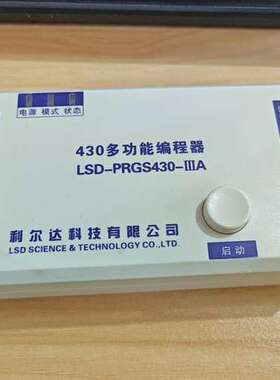 电源 模式 状态
430多功能编程器
LSD-PRGS430-ⅢA
利尔达科技有限公司
LSD SCIENCE & TECHNOLOGY CO.,LTD.
启动